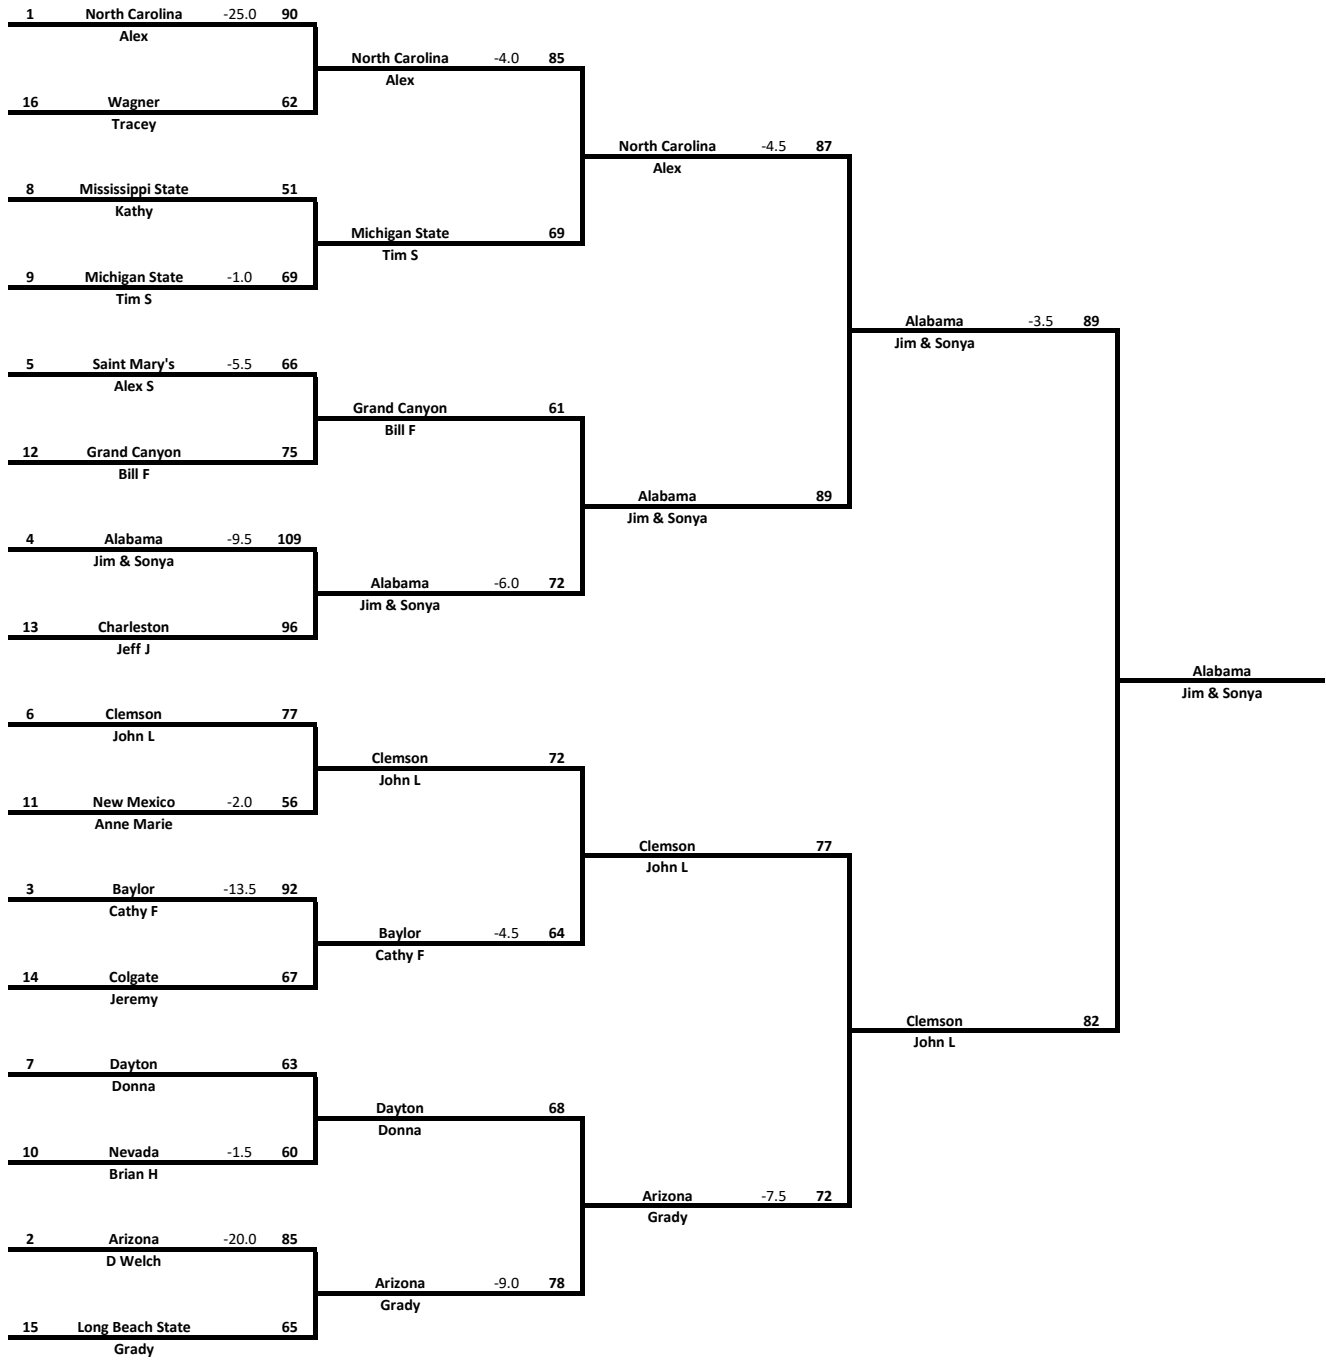 1 North Carolina -25.0 90
Alex
16 Wagner 62
Tracey
8 Mississippi State 51
Kathy
9 Michigan State -1.0 69
Tim S
5 Saint Mary's -5.5 66
Alex S
12 Grand Canyon 75
Bill F
4 Alabama -9.5 109
Jim & Sonya
13 Charleston 96
Jeff J
6 Clemson 77
John L
11 New Mexico -2.0 56
Anne Marie
3 Baylor -13.5 92
Cathy F
14 Colgate 67
Jeremy
7 Dayton 63
Donna
10 Nevada -1.5 60
Brian H
2 Arizona -20.0 85
D Welch
15 Long Beach State 65
Grady
North Carolina -4.0 85
Alex
Michigan State 69
Tim S
Grand Canyon 61
Bill F
Alabama -6.0 72
Jim & Sonya
Clemson 72
John L
Baylor -4.5 64
Cathy F
Dayton 68
Donna
Arizona -9.0 78
Grady
North Carolina -4.5 87
Alex
Alabama 89
Jim & Sonya
Clemson 77
John L
Arizona -7.5 72
Grady
Alabama -3.5 89
Jim & Sonya
Clemson 82
John L
Alabama
Jim & Sonya